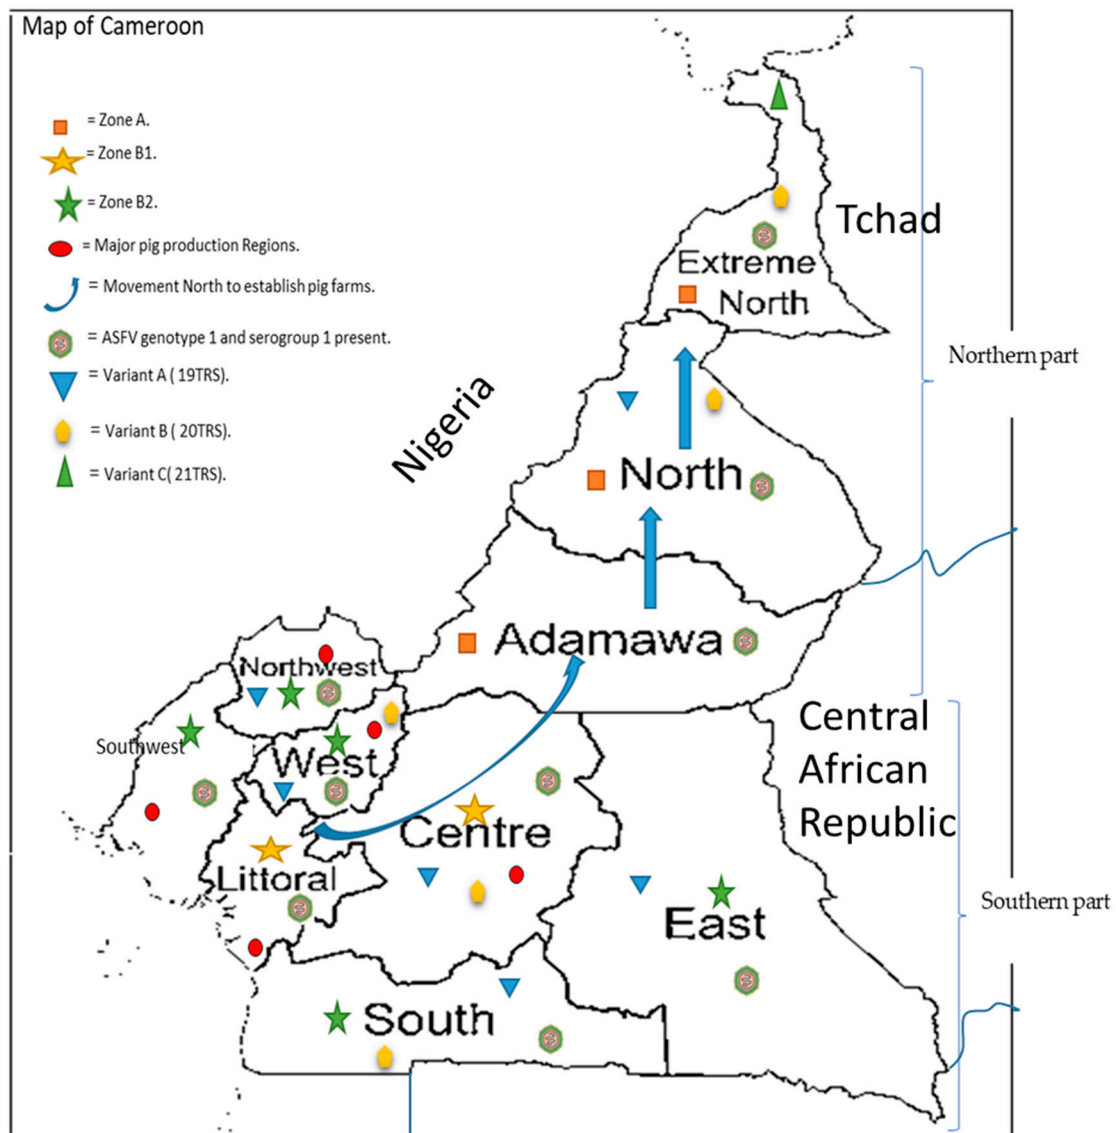 Map of Cameroon
= Zone A.
= Zone B1.
= Zone B2.
= Major pig production Regions.
= Movement North to establish pig farms.
= ASFV genotype 1 and serogroup 1 present.
= Variant A ( 19TRS).
= Variant B ( 20TRS).
= Variant C( 21TRS).
Tchad
Extreme
North
Northern part
Nigeria
North
Adamawa
Northwest
Southwest
West
Central
African
Republic
Centre
Littoral
East
Southern part
South